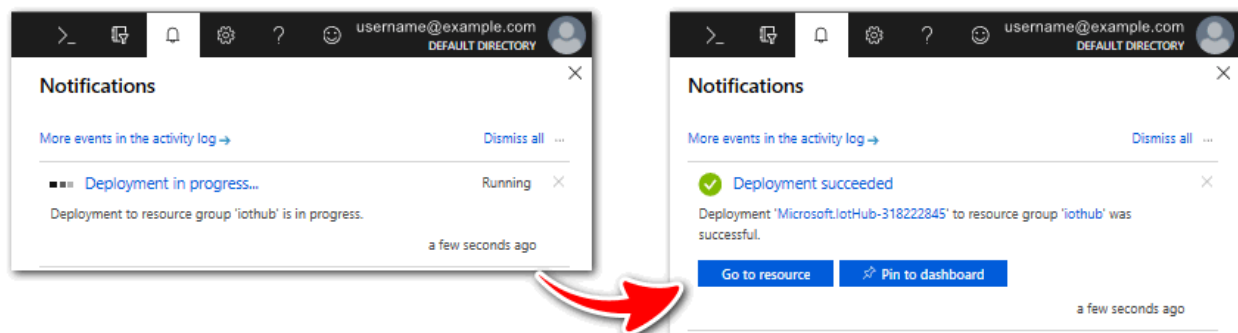 username@example.com
DEFAULT DIRECTORY
Notifications
More events in the activity log →
Dismiss all ...
Deployment in progress...
Running
Deployment to resource group 'iothub' is in progress.
a few seconds ago
username@example.com
DEFAULT DIRECTORY
Notifications
More events in the activity log →
Dismiss all ...
Deployment succeeded
Deployment 'Microsoft.IotHub-318222845' to resource group 'iothub' was
successful.
Go to resource
Pin to dashboard
a few seconds ago